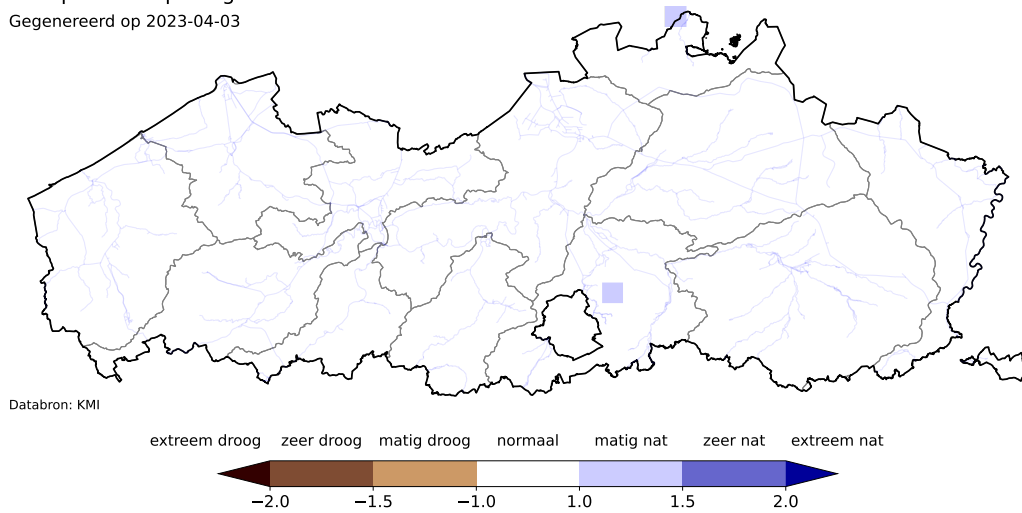 Gegenereerd op 2023-04-03
Databron: KMI
extreem droog zeer droog matig droog normaal matig nat zeer nat extreem nat
−2.0 −1.5 −1.0 1.0 1.5 2.0